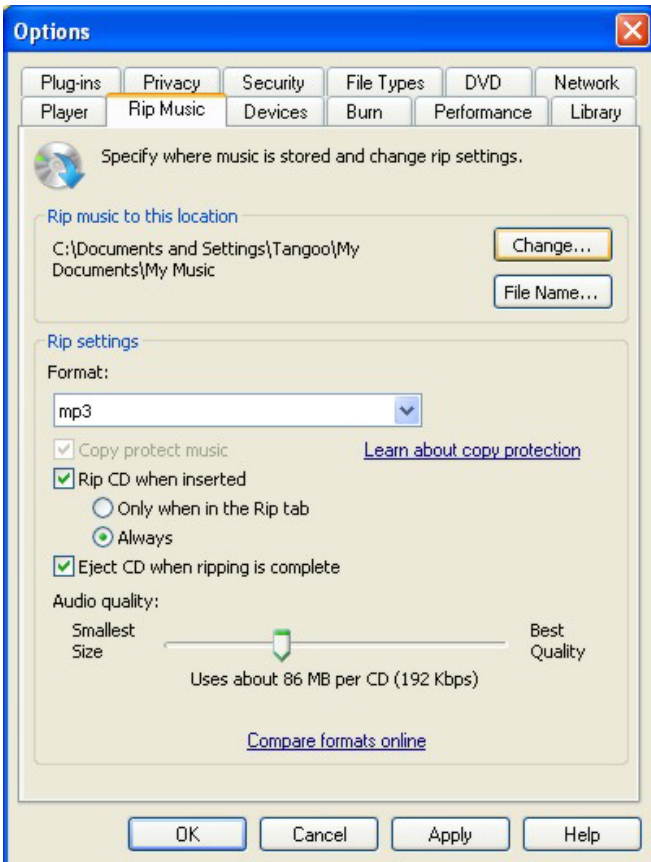 Options
Plug-ins Privacy Security File Types DVD Network
Player Rip Music Devices Burn Performance Library
Specify where music is stored and change rip settings.
Rip music to this location
C:\Documents and Settings\Tangoo\My
Documents\My Music
Change...
File Name...
Rip settings
Format:
mp3
Copy protect music Learn about copy protection
Rip CD when inserted
Only when in the Rip tab
Always
Eject CD when ripping is complete
Audio quality:
Smallest
Size
Best
Quality
Uses about 86 MB per CD (192 Kbps)
Compare formats online
OK Cancel Apply Help